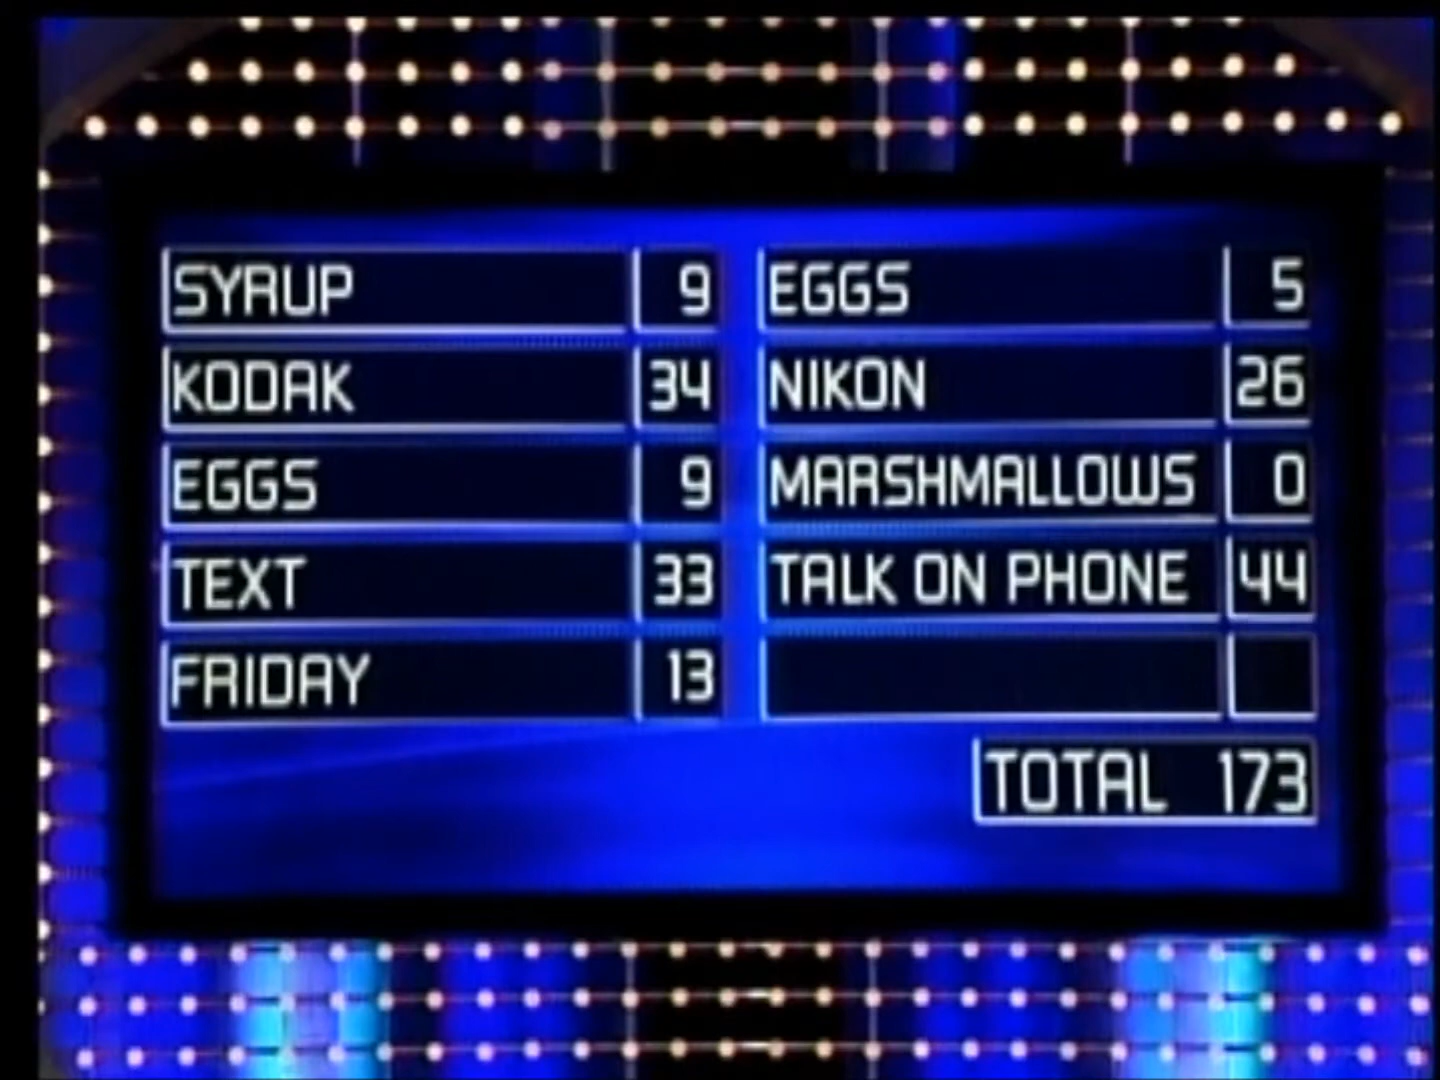 SYRUP 9 EGGS 5
KODAK 34 NIKON 26
EGGS 9 MARSHMALLOWS 0
TEXT 33 TALK ON PHONE 44
FRIDAY 13
TOTAL 173